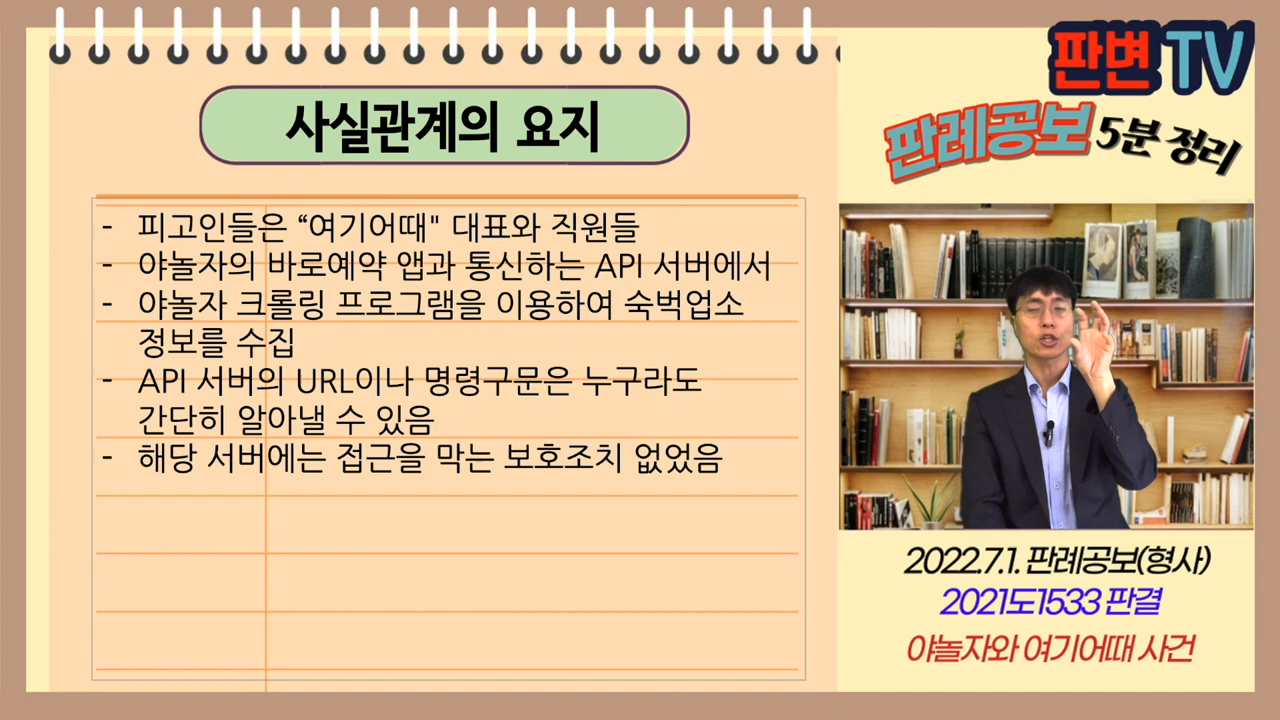 사실관계의 요지
- 피고인들은 “여기어때" 대표와 직원들
- 야놀자의 바로예약 앱과 통신하는 API 서버에서
- 야놀자 크롤링 프로그램을 이용하여 숙벅업소
정보를 수집
- API 서버의 URL이나 명령구문은 누구라도
간단히 알아낼 수 있음
- 해당 서버에는 접근을 막는 보호조치 없었음
판변 TV
판례공보 5분 정리
2022.7.1. 판례공보(형사)
2021도1533 판결
야놀자와 여기어때 사건